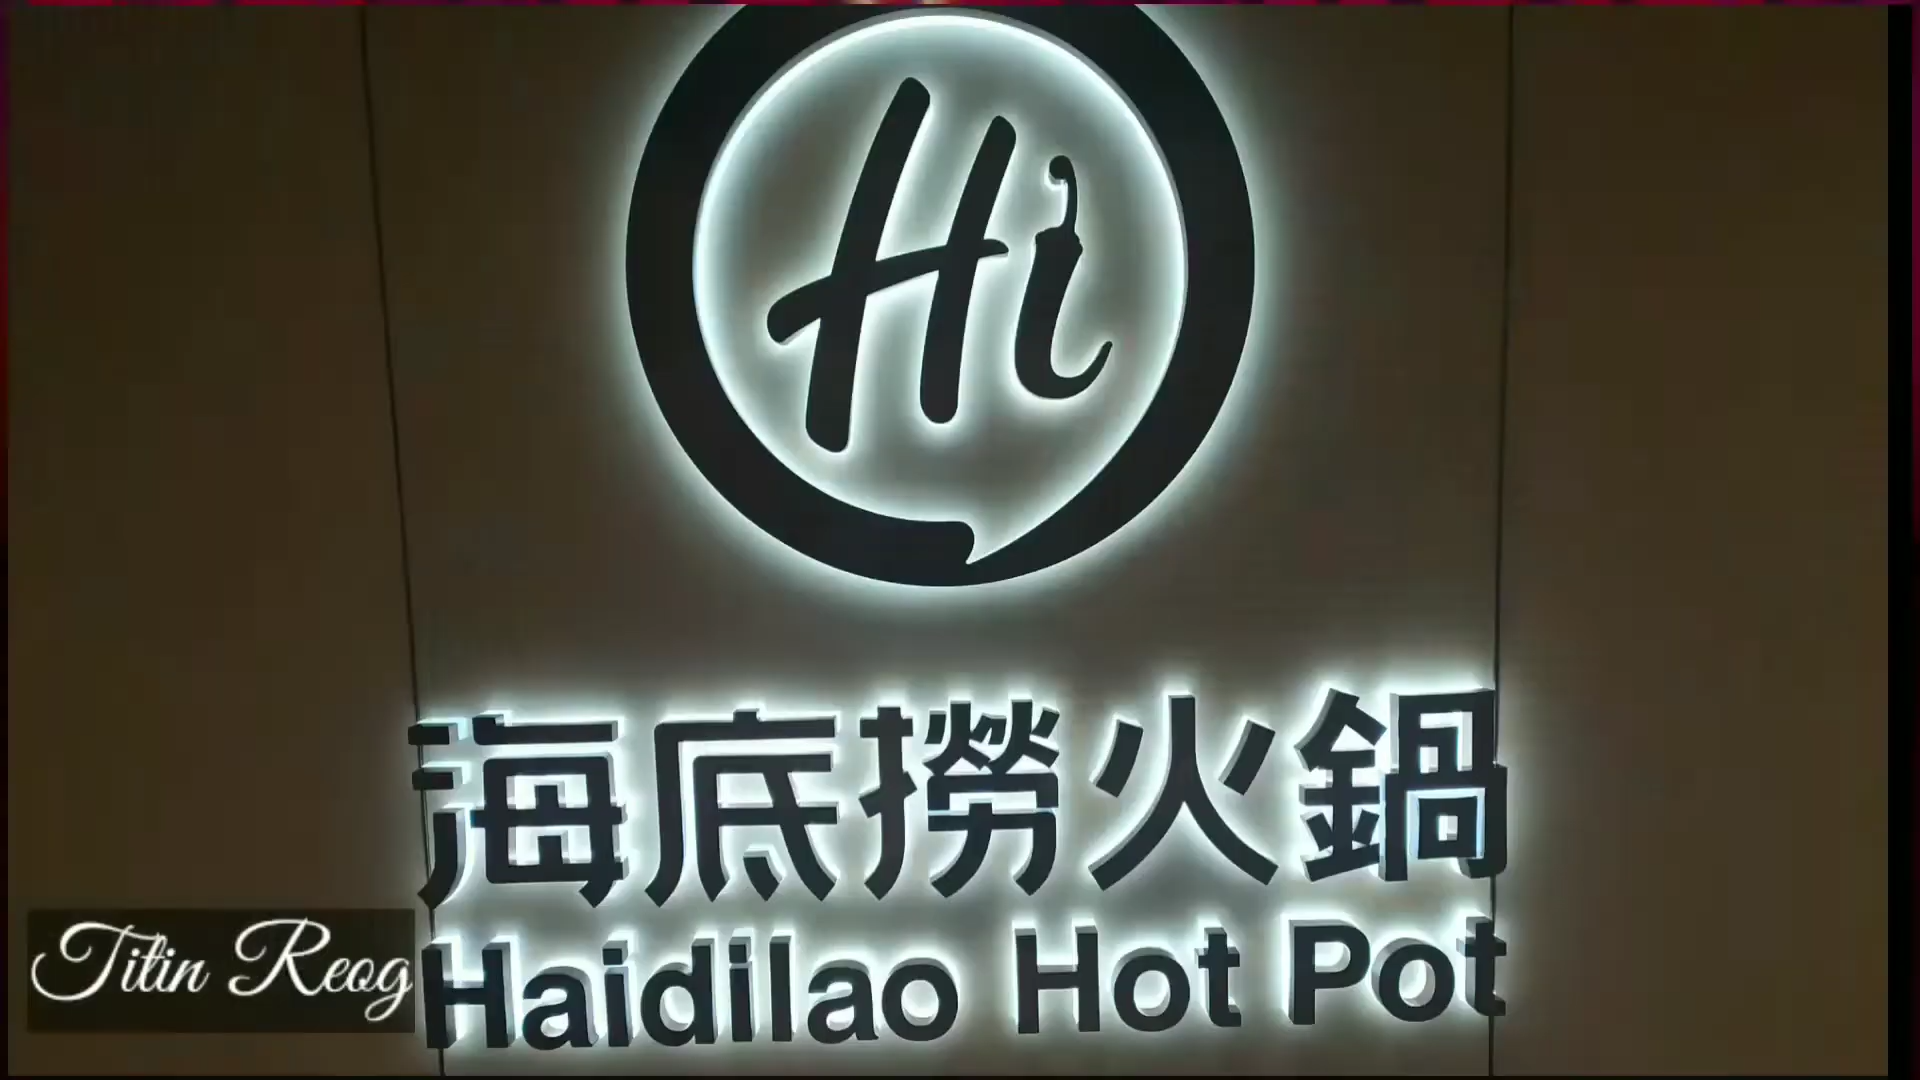 Hi
海底撈火鍋
Haidilao Hot Pot
Titin Reog